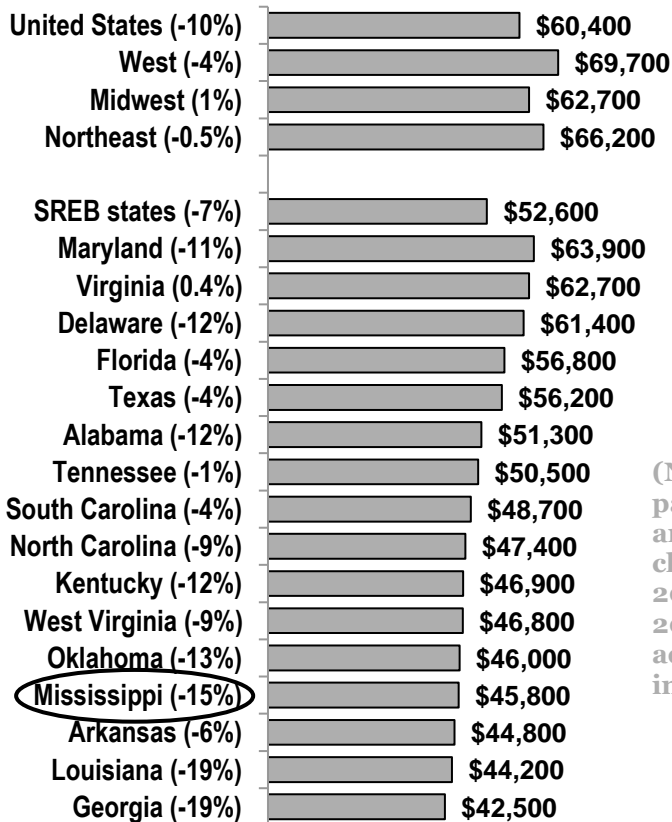 United States (-10%) $60,400
West (-4%) $69,700
Midwest (1%) $62,700
Northeast (-0.5%) $66,200
SREB states (-7%) $52,600
Maryland (-11%) $63,900
Virginia (0.4%) $62,700
Delaware (-12%) $61,400
Florida (-4%) $56,800
Texas (-4%) $56,200
Alabama (-12%) $51,300
Tennessee (-1%) $50,500
South Carolina (-4%) $48,700
North Carolina (-9%) $47,400
Kentucky (-12%) $46,900
West Virginia (-9%) $46,800
Oklahoma (-13%) $46,000
Mississippi (-15%) $45,800
Arkansas (-6%) $44,800
Louisiana (-19%) $44,200
Georgia (-19%) $42,500